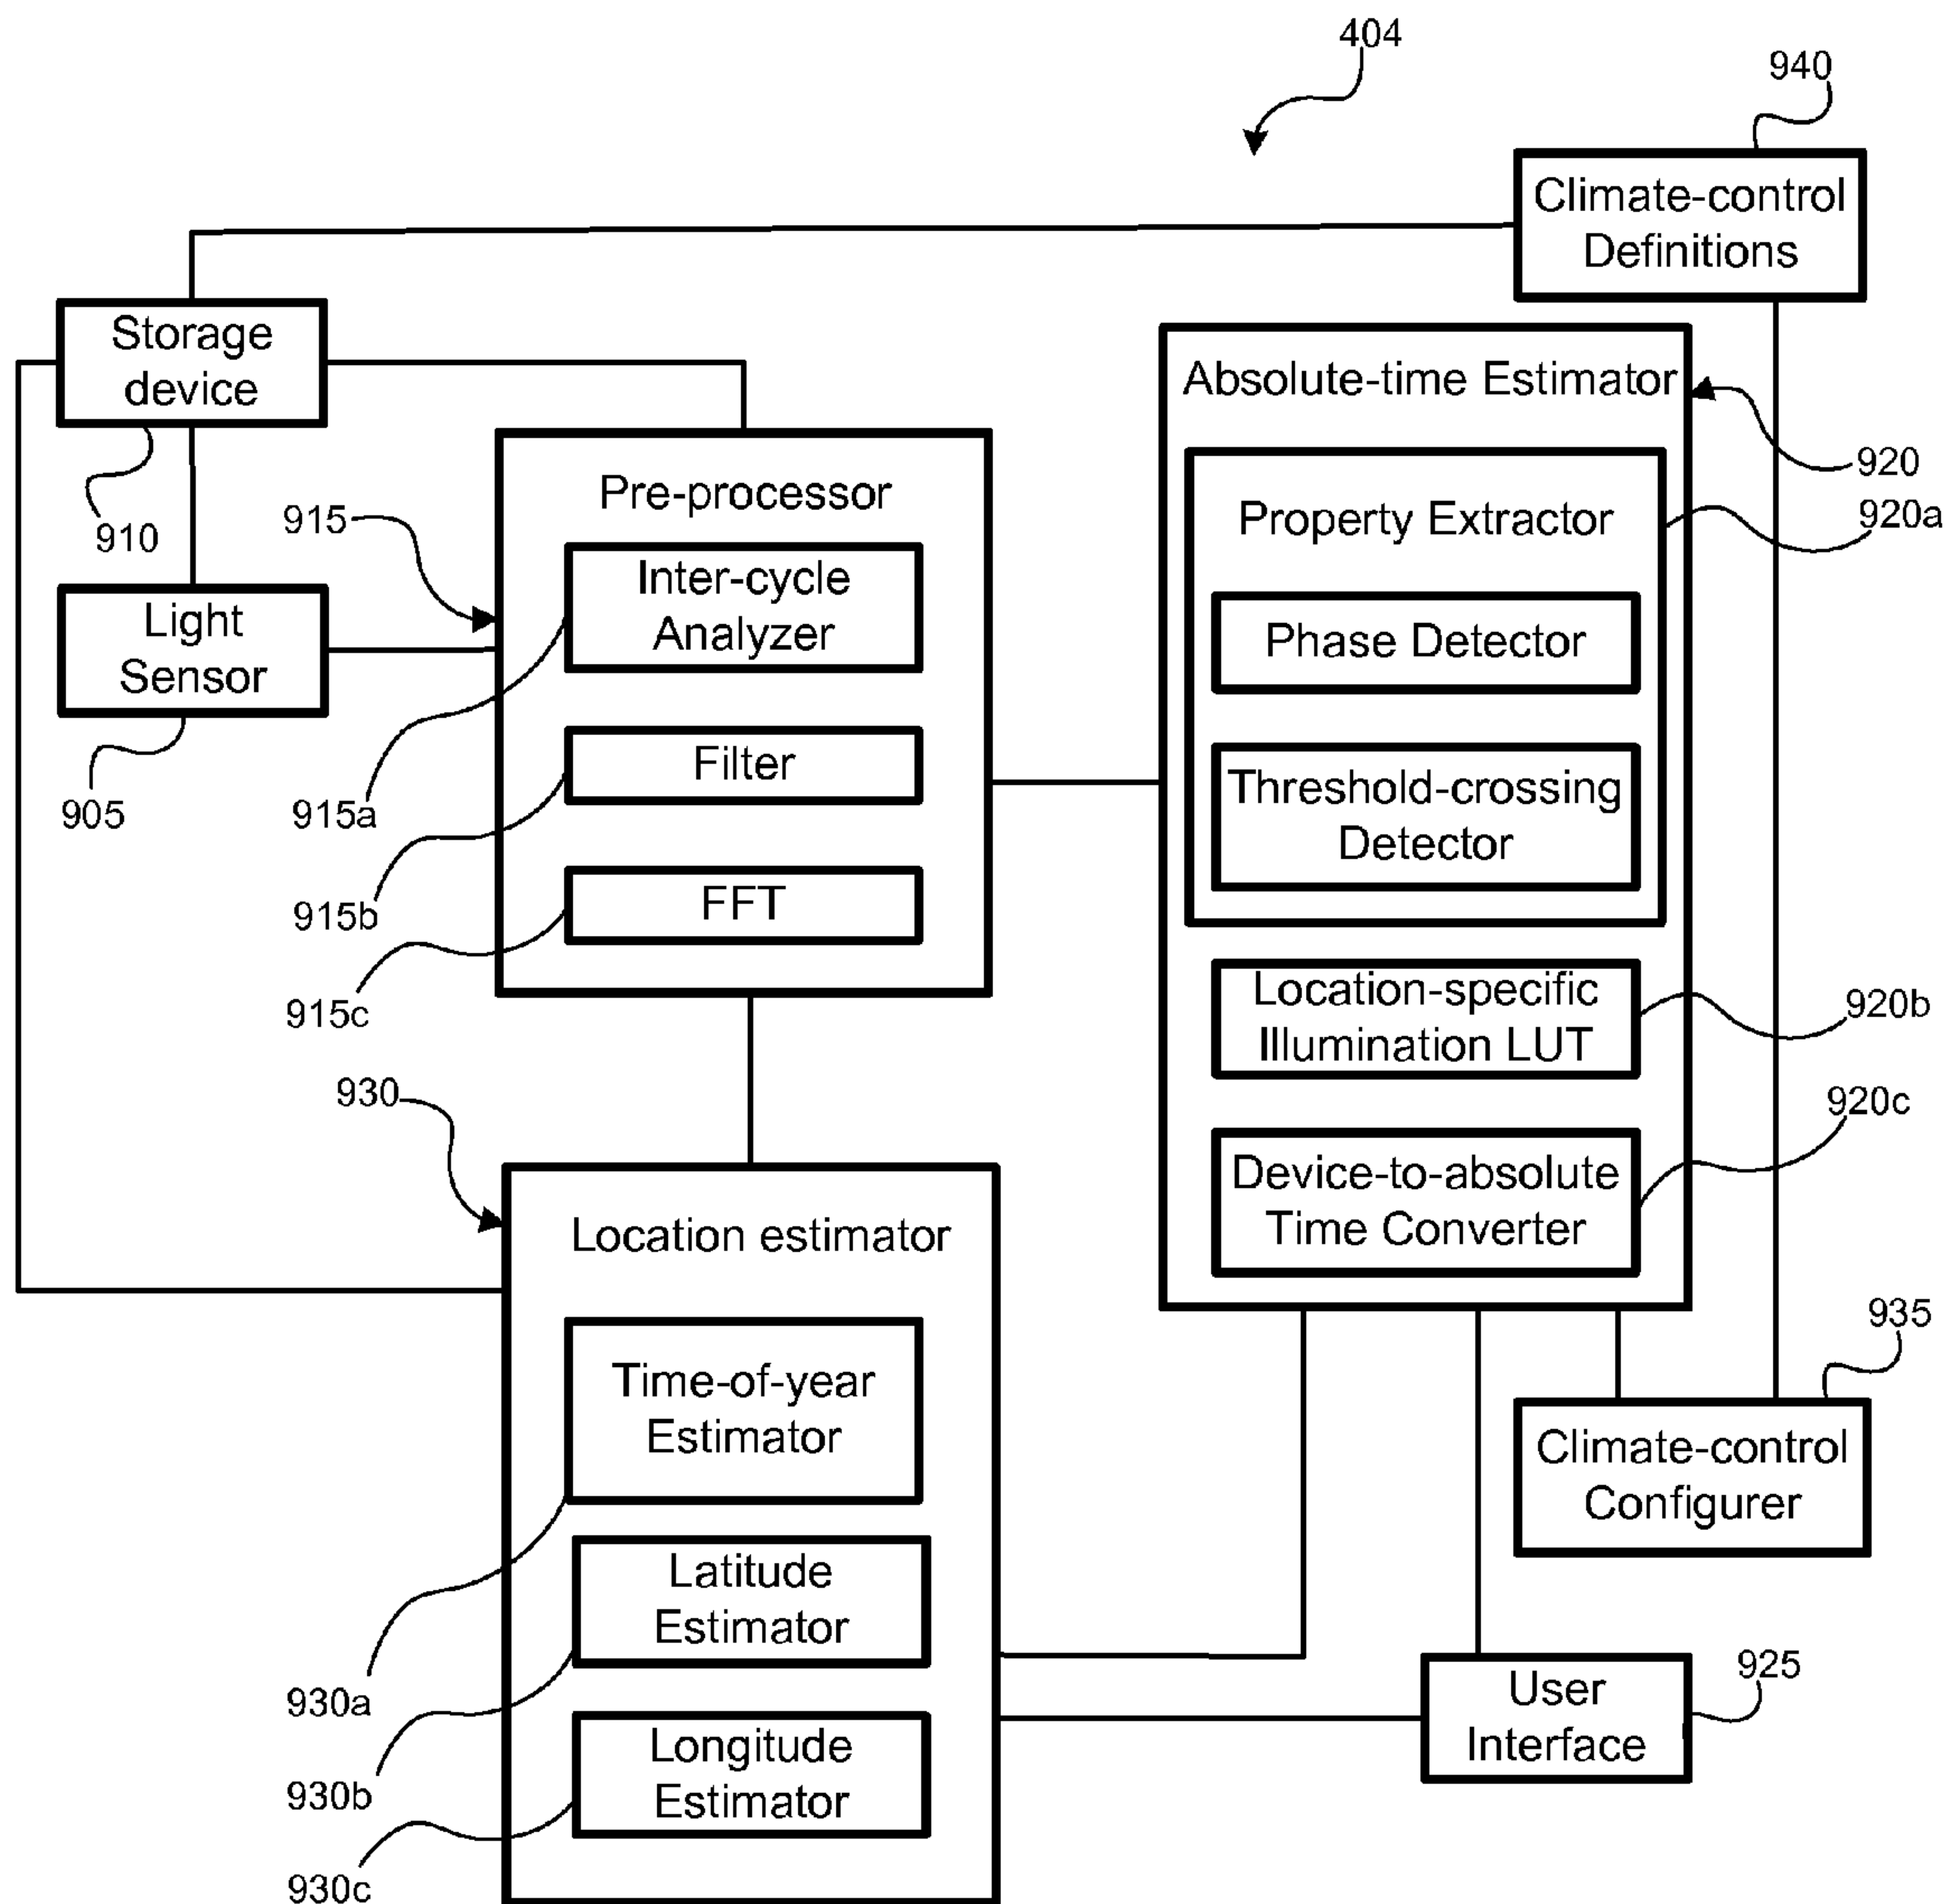 404
940
Climate-control
Definitions
Storage
device
910
Light
Sensor
905
915
Pre-processor
Inter-cycle
Analyzer
915a
Filter
915b
FFT
915c
Absolute-time Estimator
920
Property Extractor
920a
Phase Detector
Threshold-crossing
Detector
Location-specific
Illumination LUT
920b
Device-to-absolute
Time Converter
920c
930
Location estimator
Time-of-year
Estimator
930a
Latitude
Estimator
930b
Longitude
Estimator
930c
935
Climate-control
Configurer
User
Interface
925